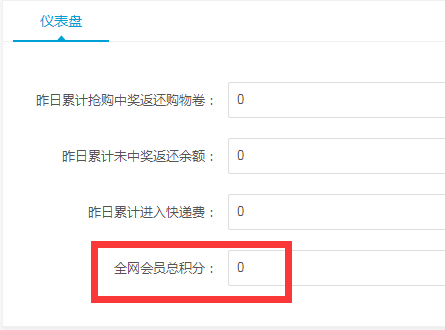 仪表盘
昨日累计抢购中奖返还购物卷： 0
昨日累计未中奖返还余额： 0
昨日累计进入快递费： 0
全网会员总积分： 0